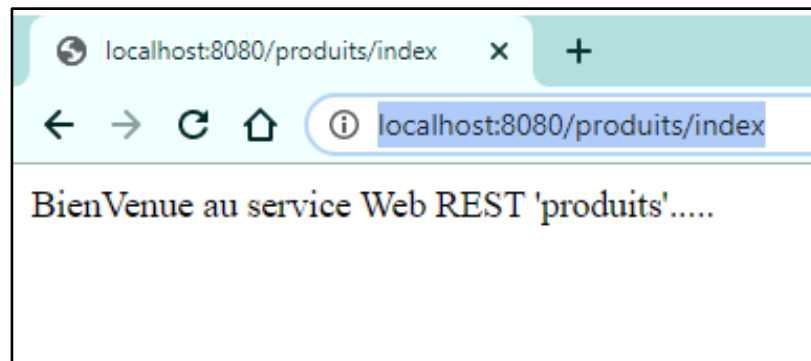 localhost:8080/produits/index
localhost:8080/produits/index
BienVenue au service Web REST 'produits'.....